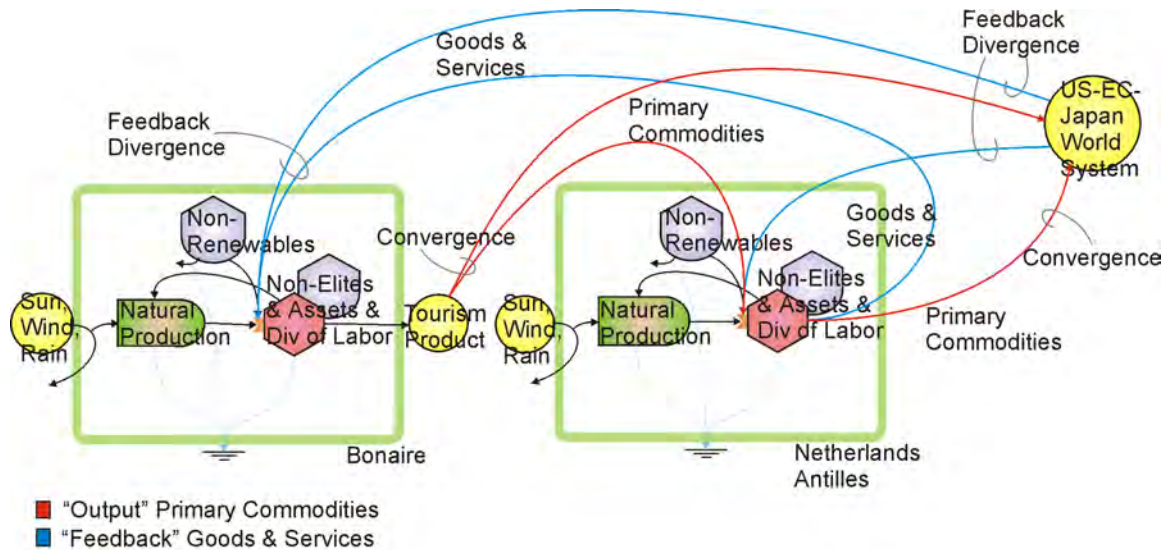 Goods &
Services
Feedback
Divergence
US-EC-
Japan
World
System
Primary
Commodities
Feedback
Divergence
Non-
Renewables
Convergence
Non-Elites
& Assets &
Div of Labor
Sun,
Wind,
Rain
Natural
Production
Tourism
Product
Sun,
Wind,
Rain
Natural
Production
Non-
Renewables
Non-Elites
& Assets &
Div of Labor
Goods &
Services
Convergence
Primary
Commodities
Bonaire
Netherlands
Antilles
"Output" Primary Commodities
"Feedback" Goods & Services